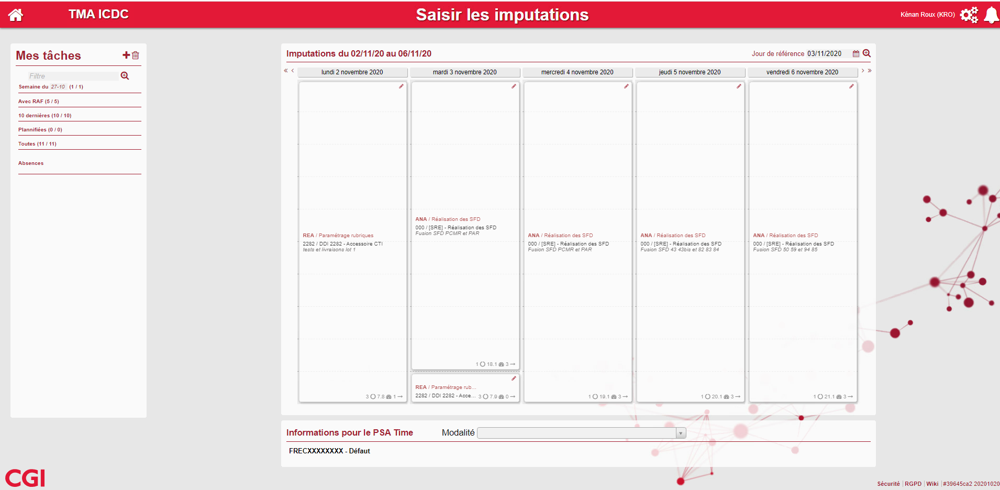 TMA ICDC
Saisir les imputations
Kénan Roux (KRO)
Mes tâches
Filtre
Semaine du 27-10 (1 / 1)
Avec RAF (5 / 5)
10 dernières (10 / 10)
Plannifiées (0 / 0)
Toutes (11 / 11)
Absences
Imputations du 02/11/20 au 06/11/20
Jour de référence 03/11/2020
« ‹ lundi 2 novembre 2020 mardi 3 novembre 2020 mercredi 4 novembre 2020 jeudi 5 novembre 2020 vendredi 6 novembre 2020 › »
REA / Paramétrage rubriques
2282 / DDI 2282 - Accessoire CTI
tests et livraisons lot 1
3 7.8 1 →
ANA / Réalisation des SFD
000 / [SRE] - Réalisation des SFD
Fusion SFD PCMR et PAR
1 18.1 3 →
REA / Paramétrage rub...
2282 / DDI 2282 - Acce... 3 7.9 0 →
ANA / Réalisation des SFD
000 / [SRE] - Réalisation des SFD
Fusion SFD PCMR et PAR
1 19.1 3 →
ANA / Réalisation des SFD
000 / [SRE] - Réalisation des SFD
Fusion SFD 43 43bis et 82 83 84
1 20.1 3 →
ANA / Réalisation des SFD
000 / [SRE] - Réalisation des SFD
Fusion SFD 50 59 et 94 85
1 21.1 3 →
Informations pour le PSA Time
Modalité
FRECXXXXXXXX - Défaut
CGI
Sécurité | RGPD | Wiki | #39645ca2 20201020